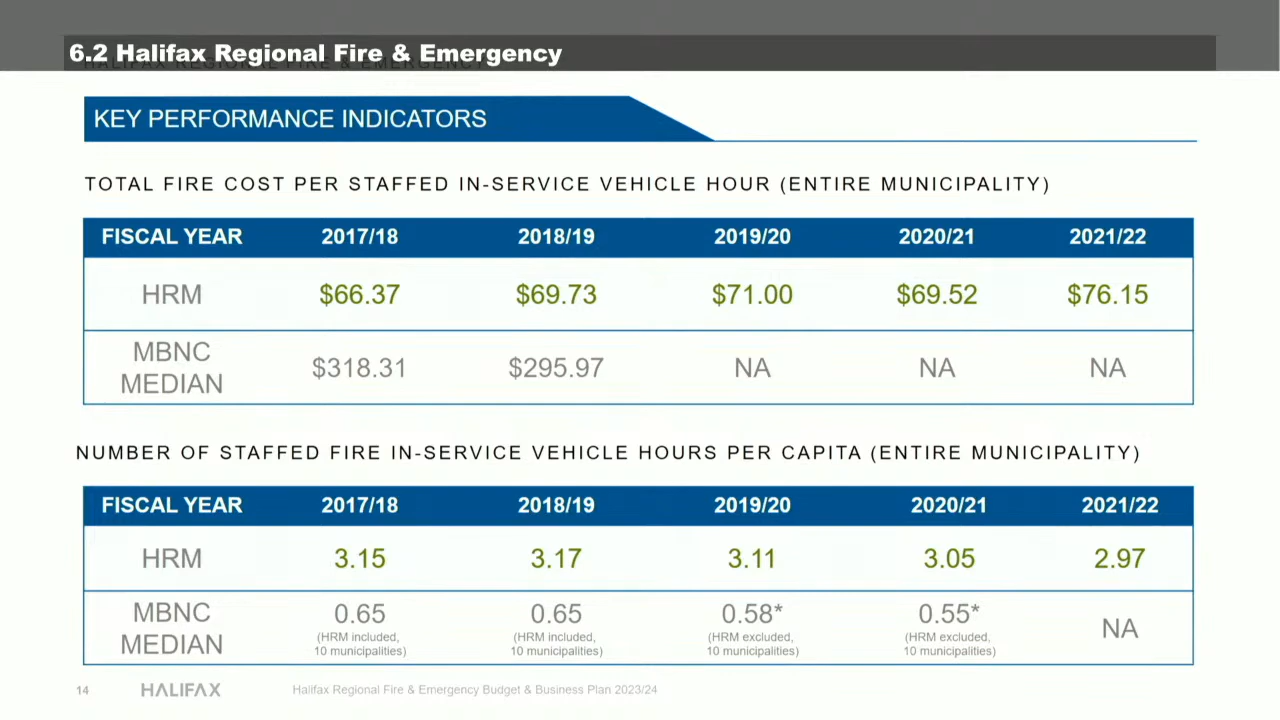 6.2 Halifax Regional Fire & Emergency
HALIFAX REGIONAL FIRE & EMERGENCY
KEY PERFORMANCE INDICATORS
TOTAL FIRE COST PER STAFFED IN-SERVICE VEHICLE HOUR (ENTIRE MUNICIPALITY)
FISCAL YEAR 2017/18 2018/19 2019/20 2020/21 2021/22
HRM $66.37 $69.73 $71.00 $69.52 $76.15
MBNC MEDIAN $318.31 $295.97 NA NA NA
NUMBER OF STAFFED FIRE IN-SERVICE VEHICLE HOURS PER CAPITA (ENTIRE MUNICIPALITY)
FISCAL YEAR 2017/18 2018/19 2019/20 2020/21 2021/22
HRM 3.15 3.17 3.11 3.05 2.97
MBNC MEDIAN 0.65 0.65 0.58* 0.55* NA
(HRM included, (HRM included, (HRM excluded, (HRM excluded,
10 municipalities) 10 municipalities) 10 municipalities) 10 municipalities)
14 HALIFAX Halifax Regional Fire & Emergency Budget & Business Plan 2023/24